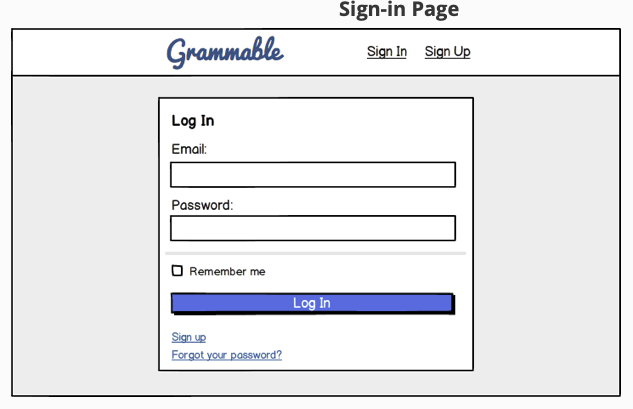 Sign-in Page
Grammable Sign In Sign Up
Log In
Email:
Password:
Remember me
Log In
Sign up
Forgot your password?